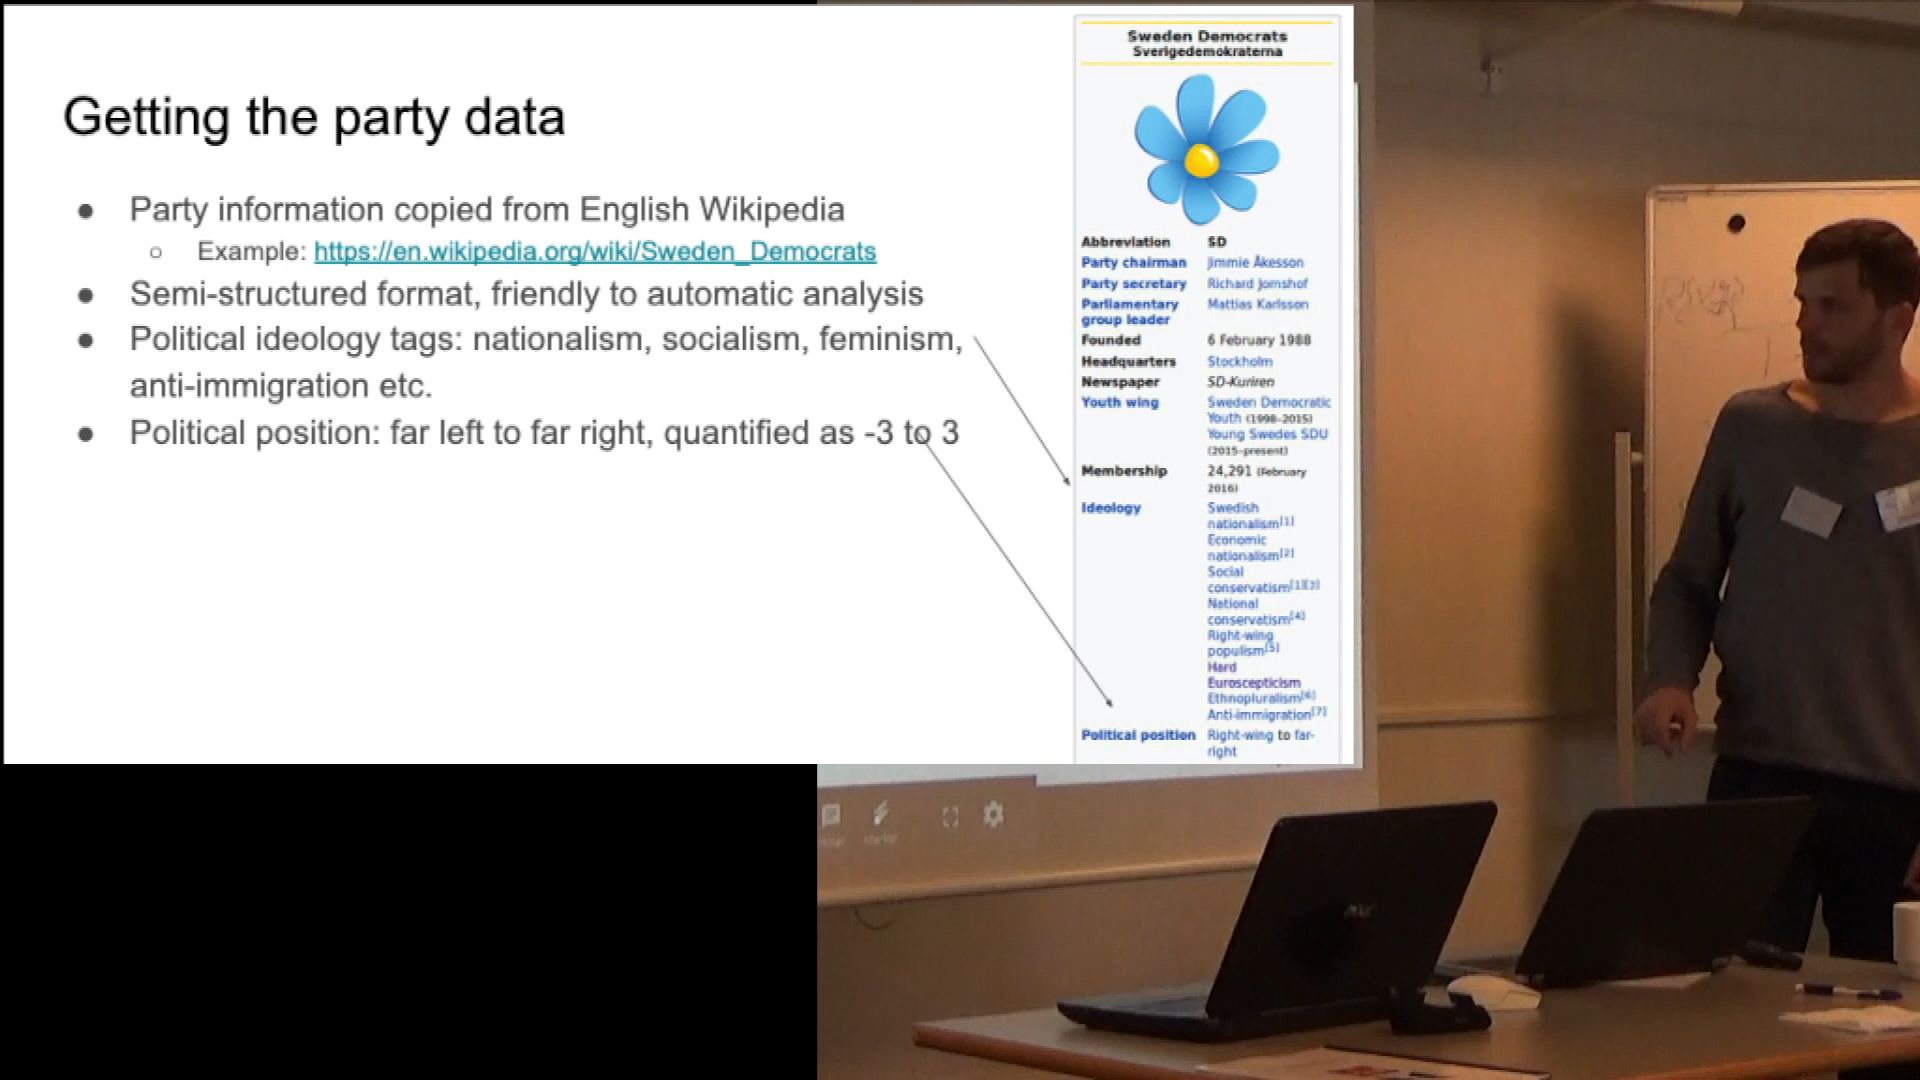 Getting the party data
● Party information copied from English Wikipedia
○ Example: https://en.wikipedia.org/wiki/Sweden_Democrats
● Semi-structured format, friendly to automatic analysis
● Political ideology tags: nationalism, socialism, feminism,
anti-immigration etc.
● Political position: far left to far right, quantified as -3 to 3
Sweden Democrats
Sverigedemokraterna
Abbreviation SD
Party chairman Jimmie Åkesson
Party secretary Richard Jomshof
Parliamentary Mattias Karlsson
group leader
Founded 6 February 1988
Headquarters Stockholm
Newspaper SD-Kuriren
Youth wing Sweden Democratic
Youth (1998–2015)
Young Swedes SDU
(2015–present)
Membership 24,291 (February
2016)
Ideology Swedish
nationalism[1]
Economic
nationalism[2]
Social
conservatism[1][3]
National
conservatism[4]
Right-wing
populism[5]
Hard
Euroscepticism
Ethnopluralism[6]
Anti-immigration[7]
Political position Right-wing to far-
right